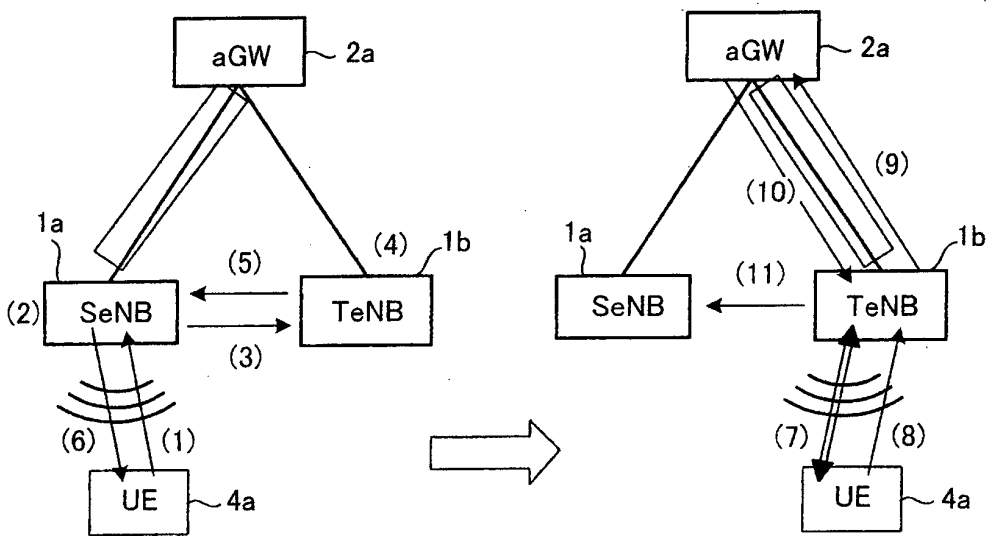 aGW
2a
1a
(5)
(4)
1b
(2)
SeNB
TeNB
(3)
(6)
(1)
UE
4a
aGW
2a
(9)
(10)
1a
1b
(11)
SeNB
TeNB
(7)
(8)
UE
4a